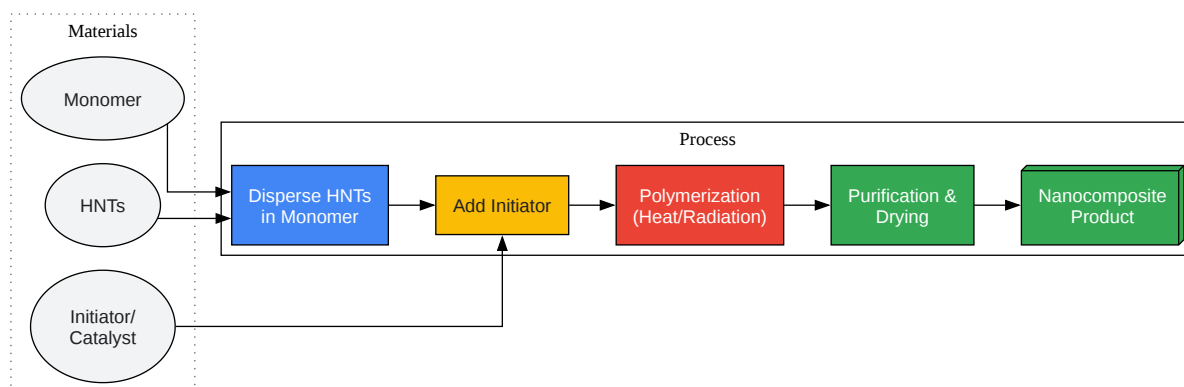 Materials
Monomer
HNTs
Initiator/
Catalyst
Process
Disperse HNTs
in Monomer
Add Initiator
Polymerization
(Heat/Radiation)
Purification &
Drying
Nanocomposite
Product